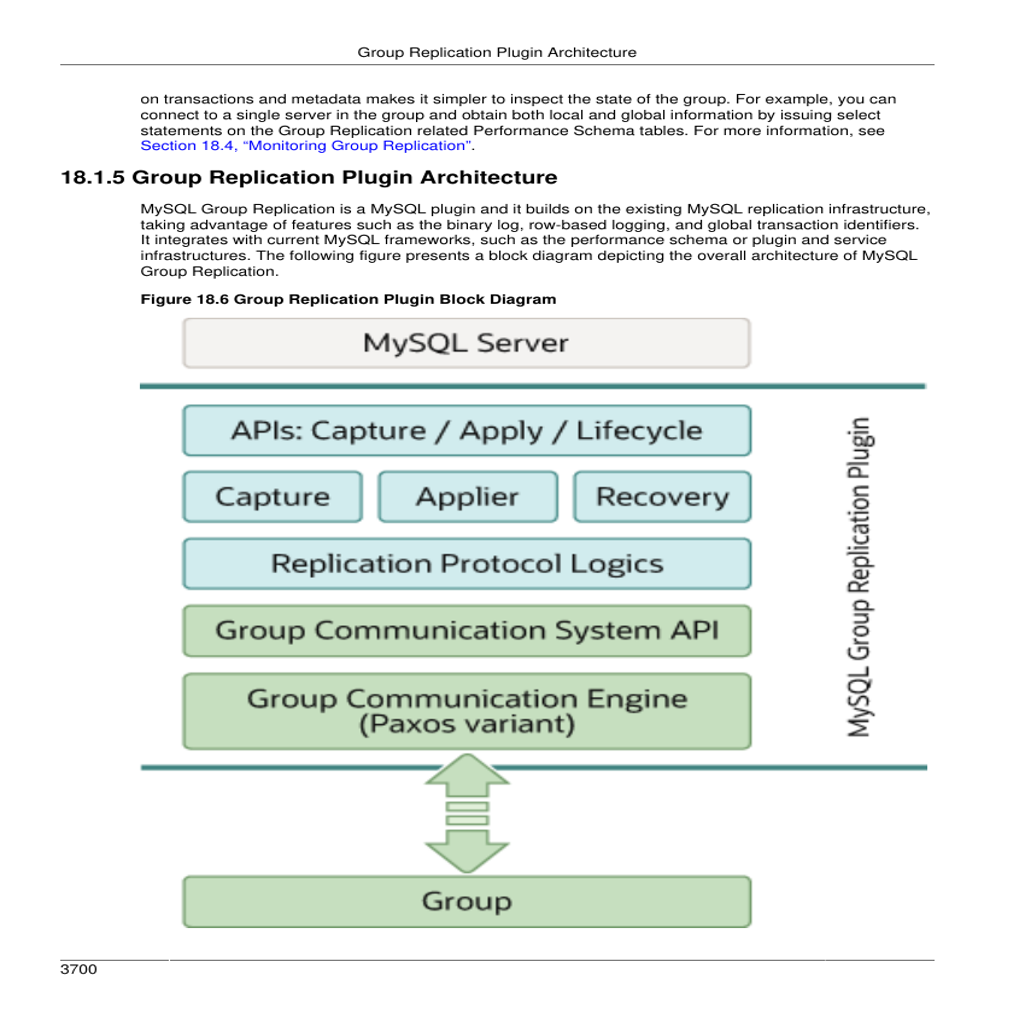 Group Replication Plugin Architecture
on transactions and metadata makes it simpler to inspect the state of the group. For example, you can
connect to a single server in the group and obtain both local and global information by issuing select
statements on the Group Replication related Performance Schema tables. For more information, see
Section 18.4, “Monitoring Group Replication”.
18.1.5 Group Replication Plugin Architecture
MySQL Group Replication is a MySQL plugin and it builds on the existing MySQL replication infrastructure,
taking advantage of features such as the binary log, row-based logging, and global transaction identifiers.
It integrates with current MySQL frameworks, such as the performance schema or plugin and service
infrastructures. The following figure presents a block diagram depicting the overall architecture of MySQL
Group Replication.
Figure 18.6 Group Replication Plugin Block Diagram
MySQL Server
APIs: Capture / Apply / Lifecycle
Capture
Applier
Recovery
Replication Protocol Logics
Group Communication System API
Group Communication Engine
(Paxos variant)
MySQL Group Replication Plugin
Group
3700